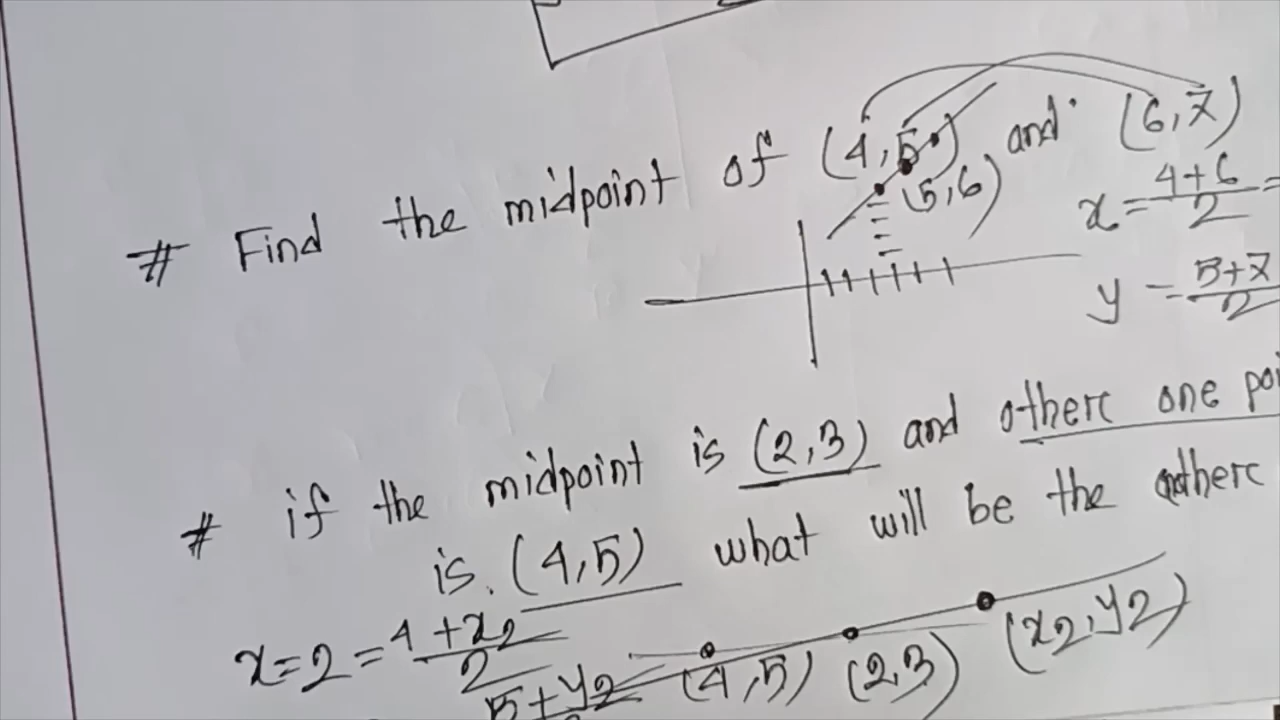 # Find the midpoint of (4,5) and (6,7)
(5,6)
x = 4+6/2 =
y = 5+7/2
# if the midpoint is (2,3) and otherc one poi
is. (4,5) what will be the otherc
x=2= 4+x2/2
5+y2
(4,5) (2,3) (x2,y2)